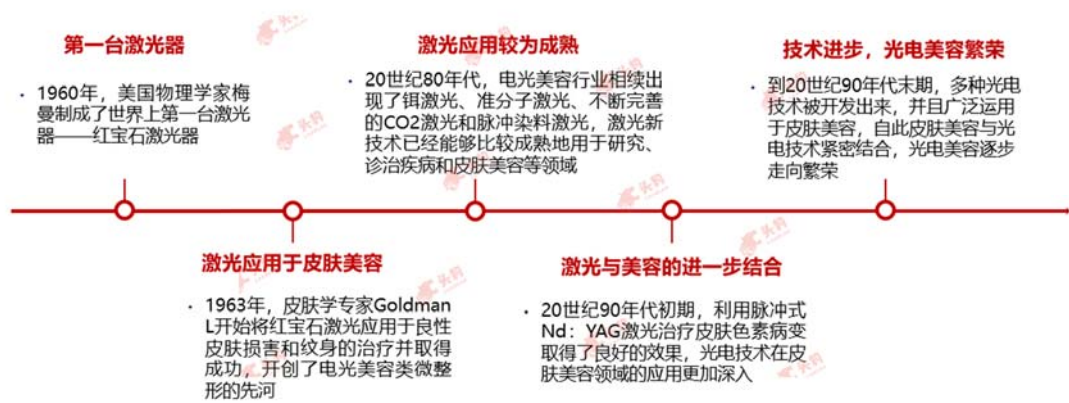 第一台激光器
· 1960年，美国物理学家梅
曼制成了世界上第一台激光
器——红宝石激光器
激光应用于皮肤美容
· 1963年，皮肤学专家Goldman
L开始将红宝石激光应用于良性
皮肤损害和纹身的治疗并取得
成功，开创了电光美容类微整
形的先河
激光应用较为成熟
· 20世纪80年代，电光美容行业相续出
现了铒激光、准分子激光、不断完善
的CO2激光和脉冲染料激光，激光新
技术已经能够比较成熟地用于研究、
诊治疾病和皮肤美容等领域
激光与美容的进一步结合
· 20世纪90年代初期，利用脉冲式
Nd：YAG激光治疗皮肤色素病变
取得了良好的效果，光电技术在皮
肤美容领域的应用更加深入
技术进步，光电美容繁荣
· 到20世纪90年代末期，多种光电
技术被开发出来，并且广泛运用
于皮肤美容，自此皮肤美容与光
电技术紧密结合，光电美容逐步
走向繁荣
头豹
头豹
头豹
头豹
头豹
头豹
头豹
头豹